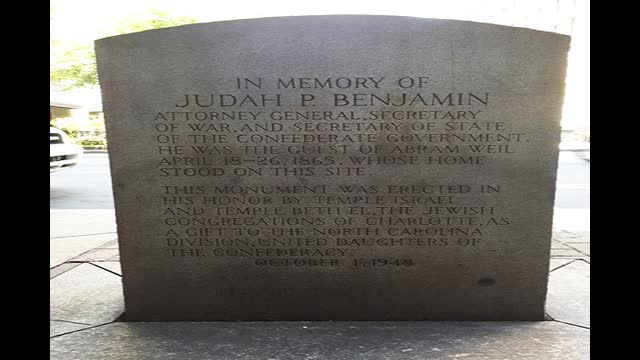 IN MEMORY OF
JUDAH P. BENJAMIN
ATTORNEY GENERAL, SECRETARY
OF WAR, AND SECRETARY OF STATE
OF THE CONFEDERATE GOVERNMENT.
HE WAS THE GUEST OF ABRAM WEIL
APRIL 18–26, 1865, WHOSE HOME
STOOD ON THIS SITE.
THIS MONUMENT WAS ERECTED IN
HIS HONOR BY TEMPLE ISRAEL
AND TEMPLE BETH EL, THE JEWISH
CONGREGATIONS OF CHARLOTTE, AS
A GIFT TO THE NORTH CAROLINA
DIVISION, UNITED DAUGHTERS OF
THE CONFEDERACY.
OCTOBER 1, 1948